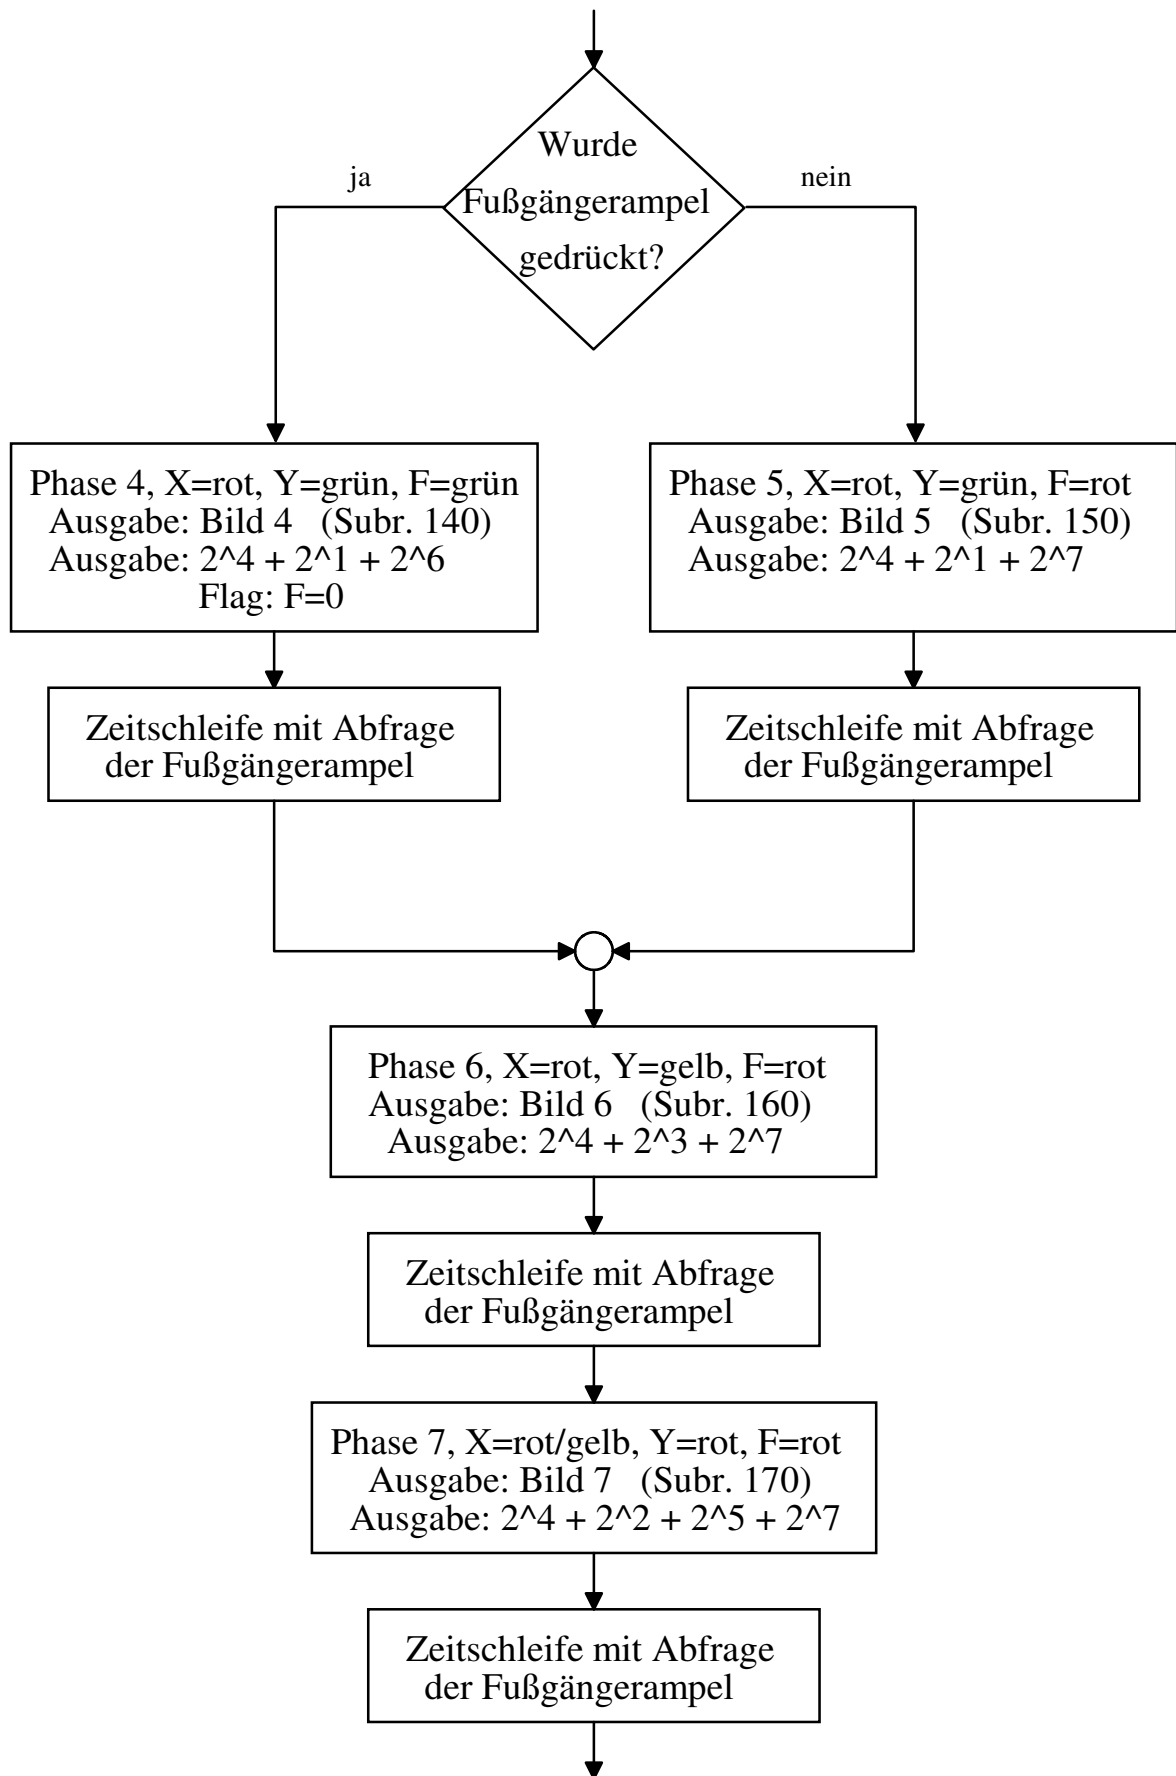 Wurde
ja
nein
Fußgängerampel
gedrückt?
Phase 4, X=rot, Y=grün, F=grün
Ausgabe: Bild 4 (Subr. 140)
Ausgabe: 2^4 + 2^1 + 2^6
Flag: F=0
Phase 5, X=rot, Y=grün, F=rot
Ausgabe: Bild 5 (Subr. 150)
Ausgabe: 2^4 + 2^1 + 2^7
Zeitschleife mit Abfrage
der Fußgängerampel
Zeitschleife mit Abfrage
der Fußgängerampel
Phase 6, X=rot, Y=gelb, F=rot
Ausgabe: Bild 6 (Subr. 160)
Ausgabe: 2^4 + 2^3 + 2^7
Zeitschleife mit Abfrage
der Fußgängerampel
Phase 7, X=rot/gelb, Y=rot, F=rot
Ausgabe: Bild 7 (Subr. 170)
Ausgabe: 2^4 + 2^2 + 2^5 + 2^7
Zeitschleife mit Abfrage
der Fußgängerampel